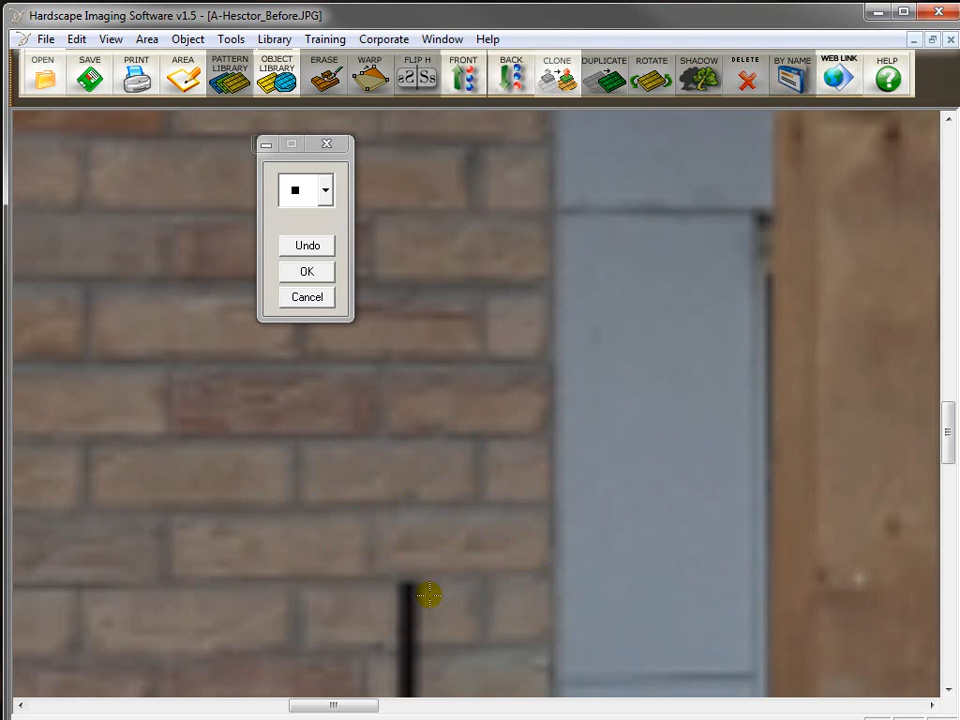 Hardscape Imaging Software v1.5 - [A-Hesctor_Before.JPG]
File Edit View Area Object Tools Library Training Corporate Window Help
OPEN SAVE PRINT AREA PATTERN LIBRARY OBJECT LIBRARY ERASE WARP FLIP H FRONT BACK CLONE DUPLICATE ROTATE SHADOW DELETE BY NAME WEB LINK HELP
Undo
OK
Cancel